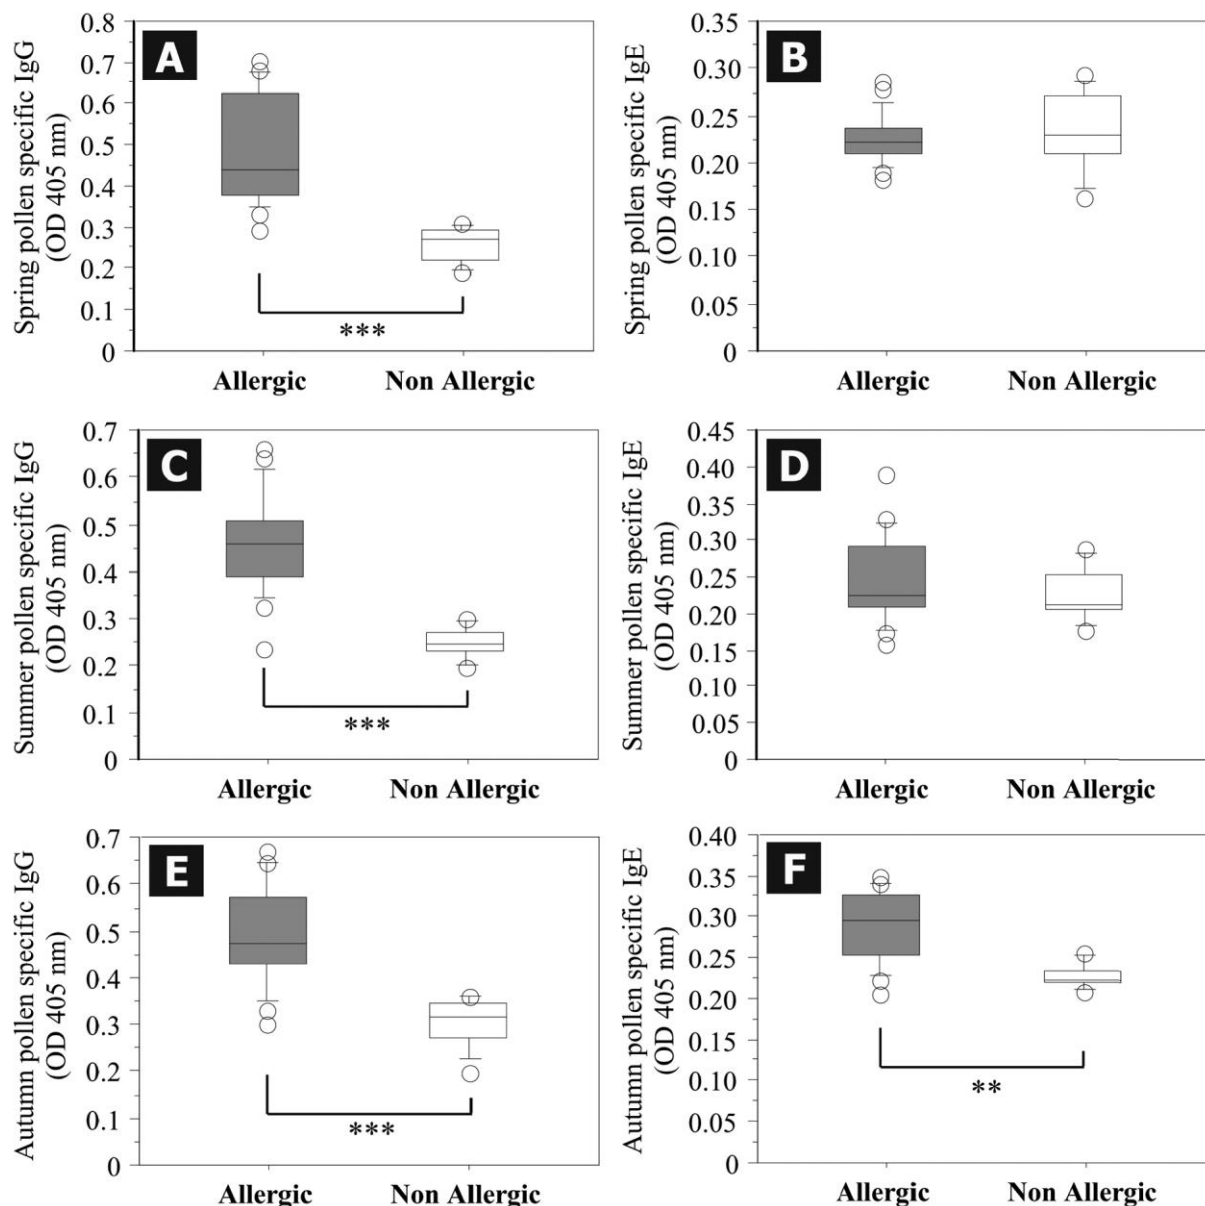 A
Spring pollen specific IgG
(OD 405 nm)
0.8
0.7
0.6
0.5
0.4
0.3
0.2
0.1
0
***
Allergic
Non Allergic
B
Spring pollen specific IgE
(OD 405 nm)
0.35
0.30
0.25
0.20
0.15
0.10
0.05
0
Allergic
Non Allergic
C
Summer pollen specific IgG
(OD 405 nm)
0.7
0.6
0.5
0.4
0.3
0.2
0.1
0
***
Allergic
Non Allergic
D
Summer pollen specific IgE
(OD 405 nm)
0.45
0.40
0.35
0.30
0.25
0.20
0.15
0.10
0.05
0
Allergic
Non Allergic
E
Autumn pollen specific IgG
(OD 405 nm)
0.7
0.6
0.5
0.4
0.3
0.2
0.1
0
***
Allergic
Non Allergic
F
Autumn pollen specific IgE
(OD 405 nm)
0.40
0.35
0.30
0.25
0.20
0.15
0.10
0.05
0
**
Allergic
Non Allergic